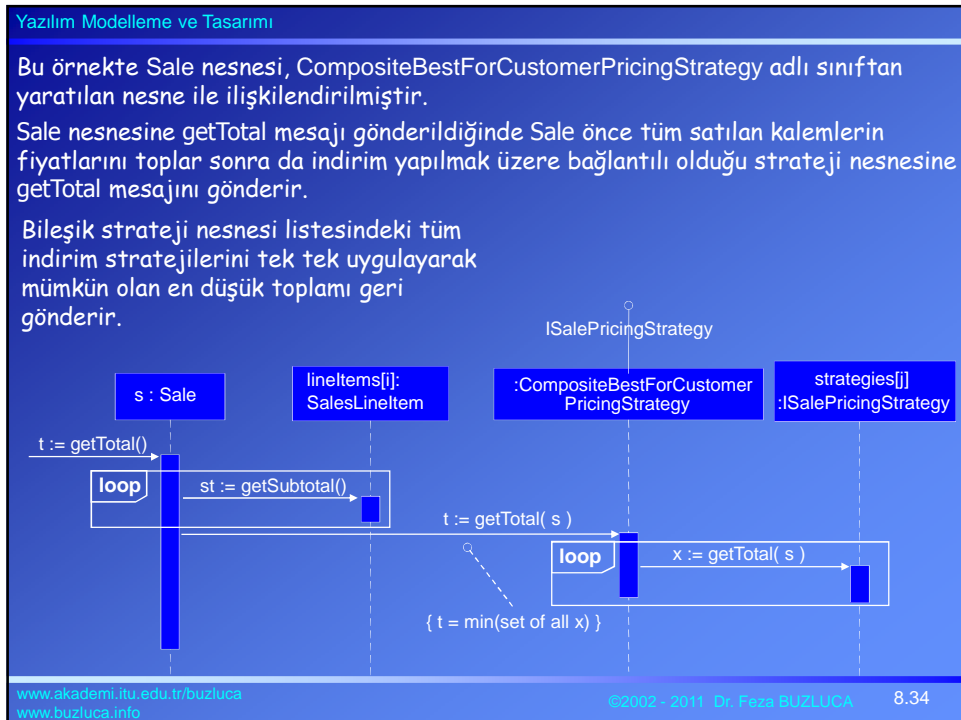 Yazılım Modelleme ve Tasarımı
Bu örnekte Sale nesnesi, CompositeBestForCustomerPricingStrategy adlı sınıftan
yaratılan nesne ile ilişkilendirilmiştir.
Sale nesnesine getTotal mesajı gönderildiğinde Sale önce tüm satılan kalemlerin
fiyatlarını toplar sonra da indirim yapılmak üzere bağlantılı olduğu strateji nesnesine
getTotal mesajını gönderir.
Bileşik strateji nesnesi listesindeki tüm
indirim stratejilerini tek tek uygulayarak
mümkün olan en düşük toplamı geri
gönderir.
ISalePricingStrategy
s : Sale
lineItems[i]:
SalesLineItem
:CompositeBestForCustomer
PricingStrategy
strategies[j]
:ISalePricingStrategy
t := getTotal()
loop
st := getSubtotal()
t := getTotal( s )
loop
x := getTotal( s )
{ t = min(set of all x) }
www.akademi.itu.edu.tr/buzluca
www.buzluca.info
©2002 - 2011 Dr. Feza BUZLUCA
8.34